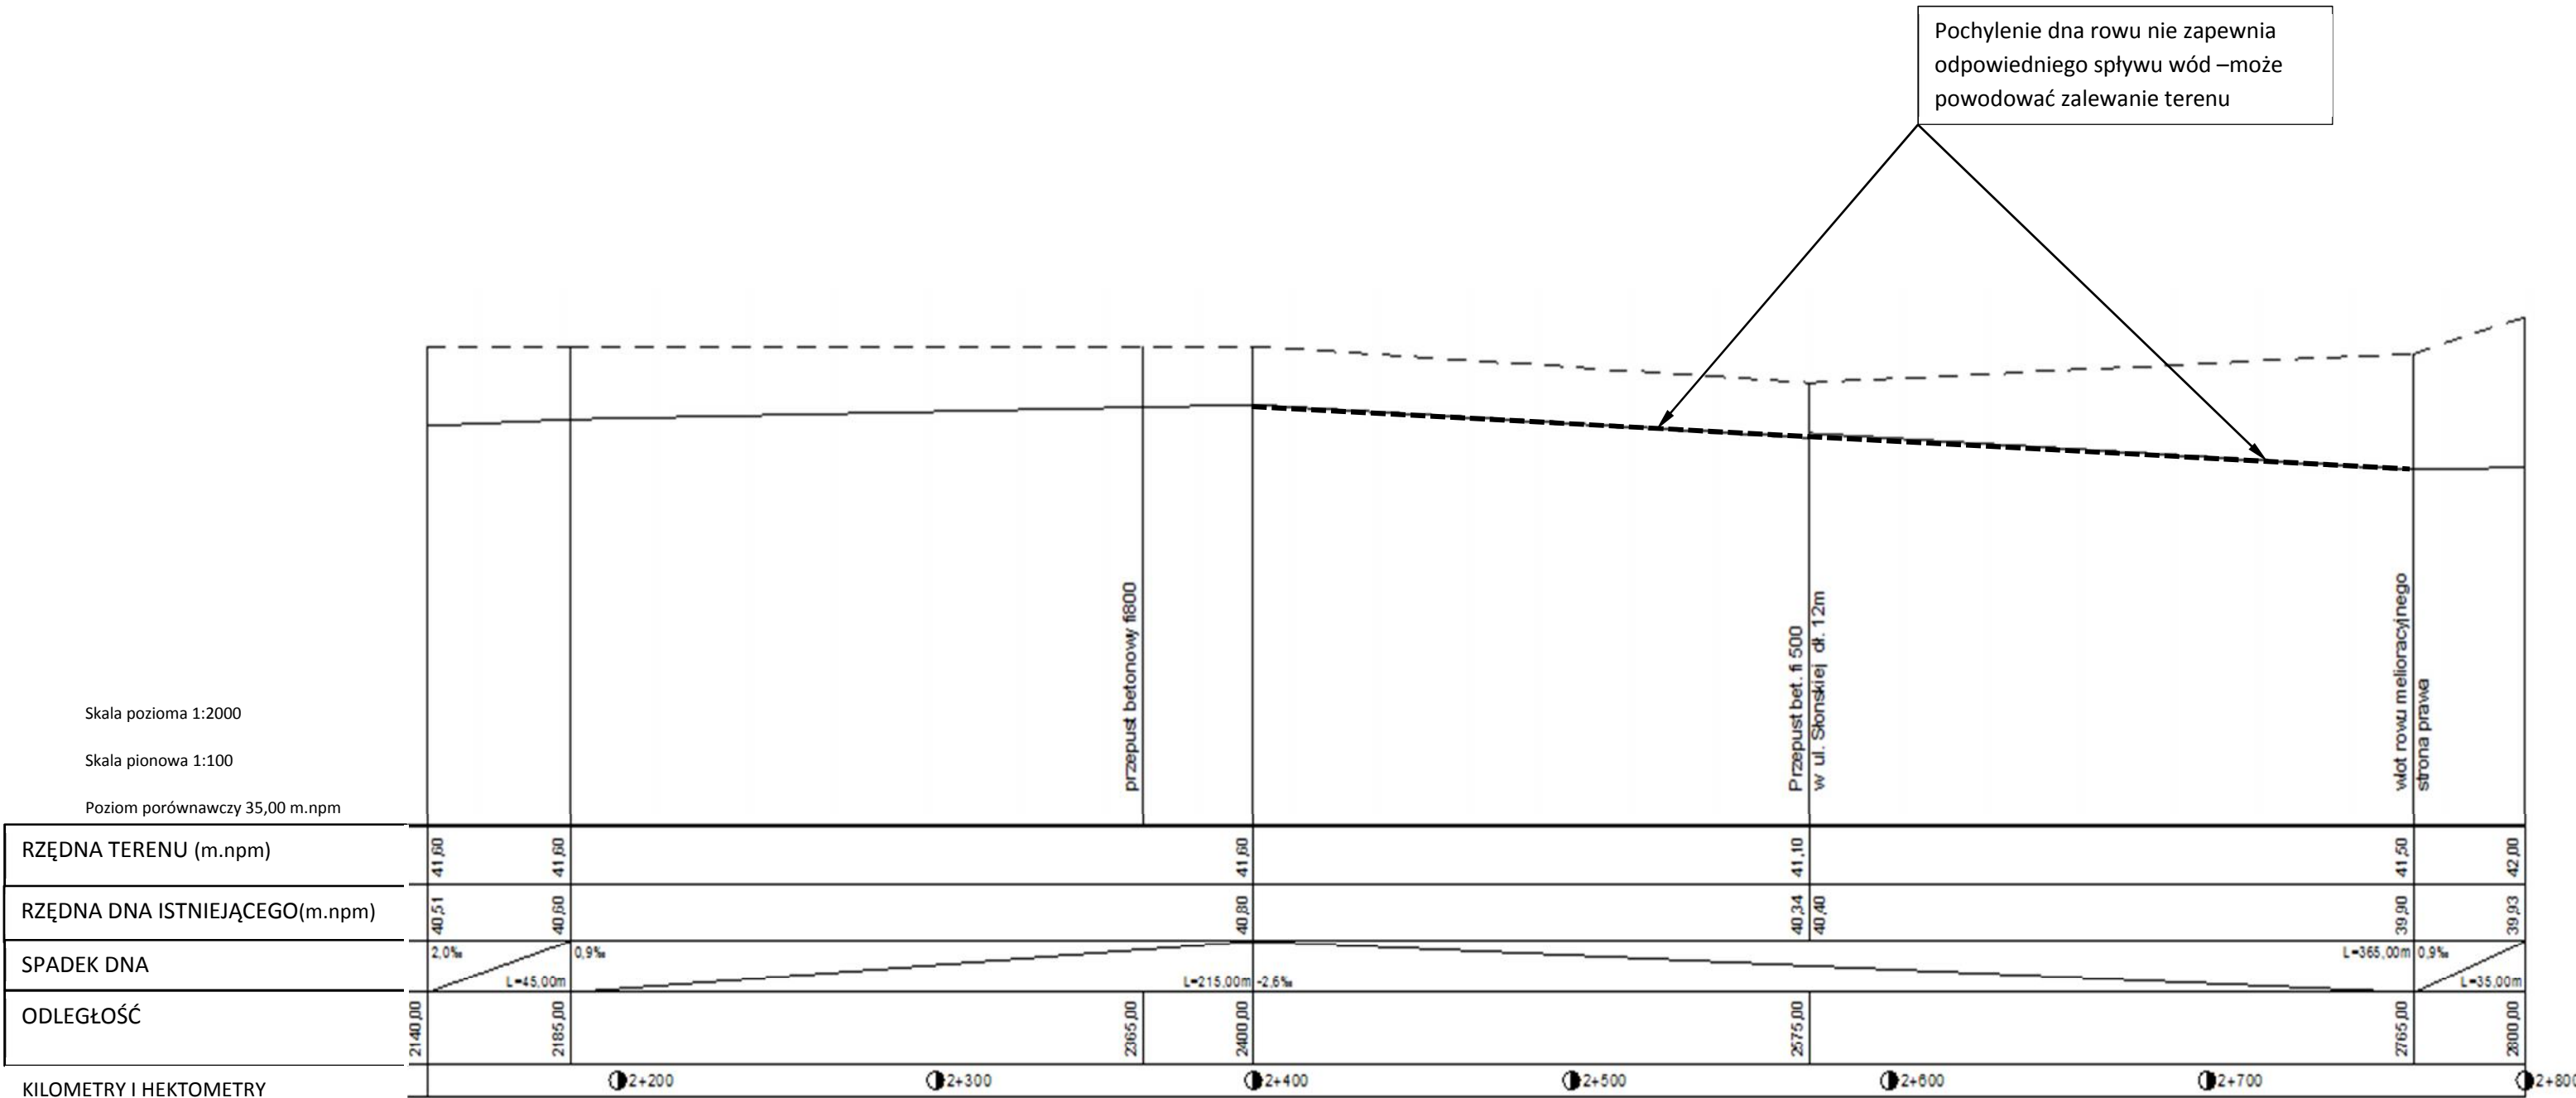 Pochylenie dna rowu nie zapewnia
odpowiedniego spływu wód –może
powodować zalewanie terenu
przepust betonowy fi800
Przepust bet. fi 500
w ul. Słonskiej dł. 12m
wlot rowu melioracyjnego
strona prawa
Skala pozioma 1:2000
Skala pionowa 1:100
Poziom porównawczy 35,00 m.npm
RZĘDNA TERENU (m.npm)
41,60 41,60 41,60 41,10 41,50 42,00
RZĘDNA DNA ISTNIEJĄCEGO(m.npm)
40,51 40,60 40,80 40,34 40,40 39,90 39,93
SPADEK DNA
2,0‰ 0,9‰ L=365,00m 0,9‰
L=45,00m L=215,00m -2,6‰ L=35,00m
ODLEGŁOŚĆ
2140,00 2185,00 2365,00 2400,00 2575,00 2765,00 2800,00
KILOMETRY I HEKTOMETRY
2+200 2+300 2+400 2+500 2+600 2+700 2+800